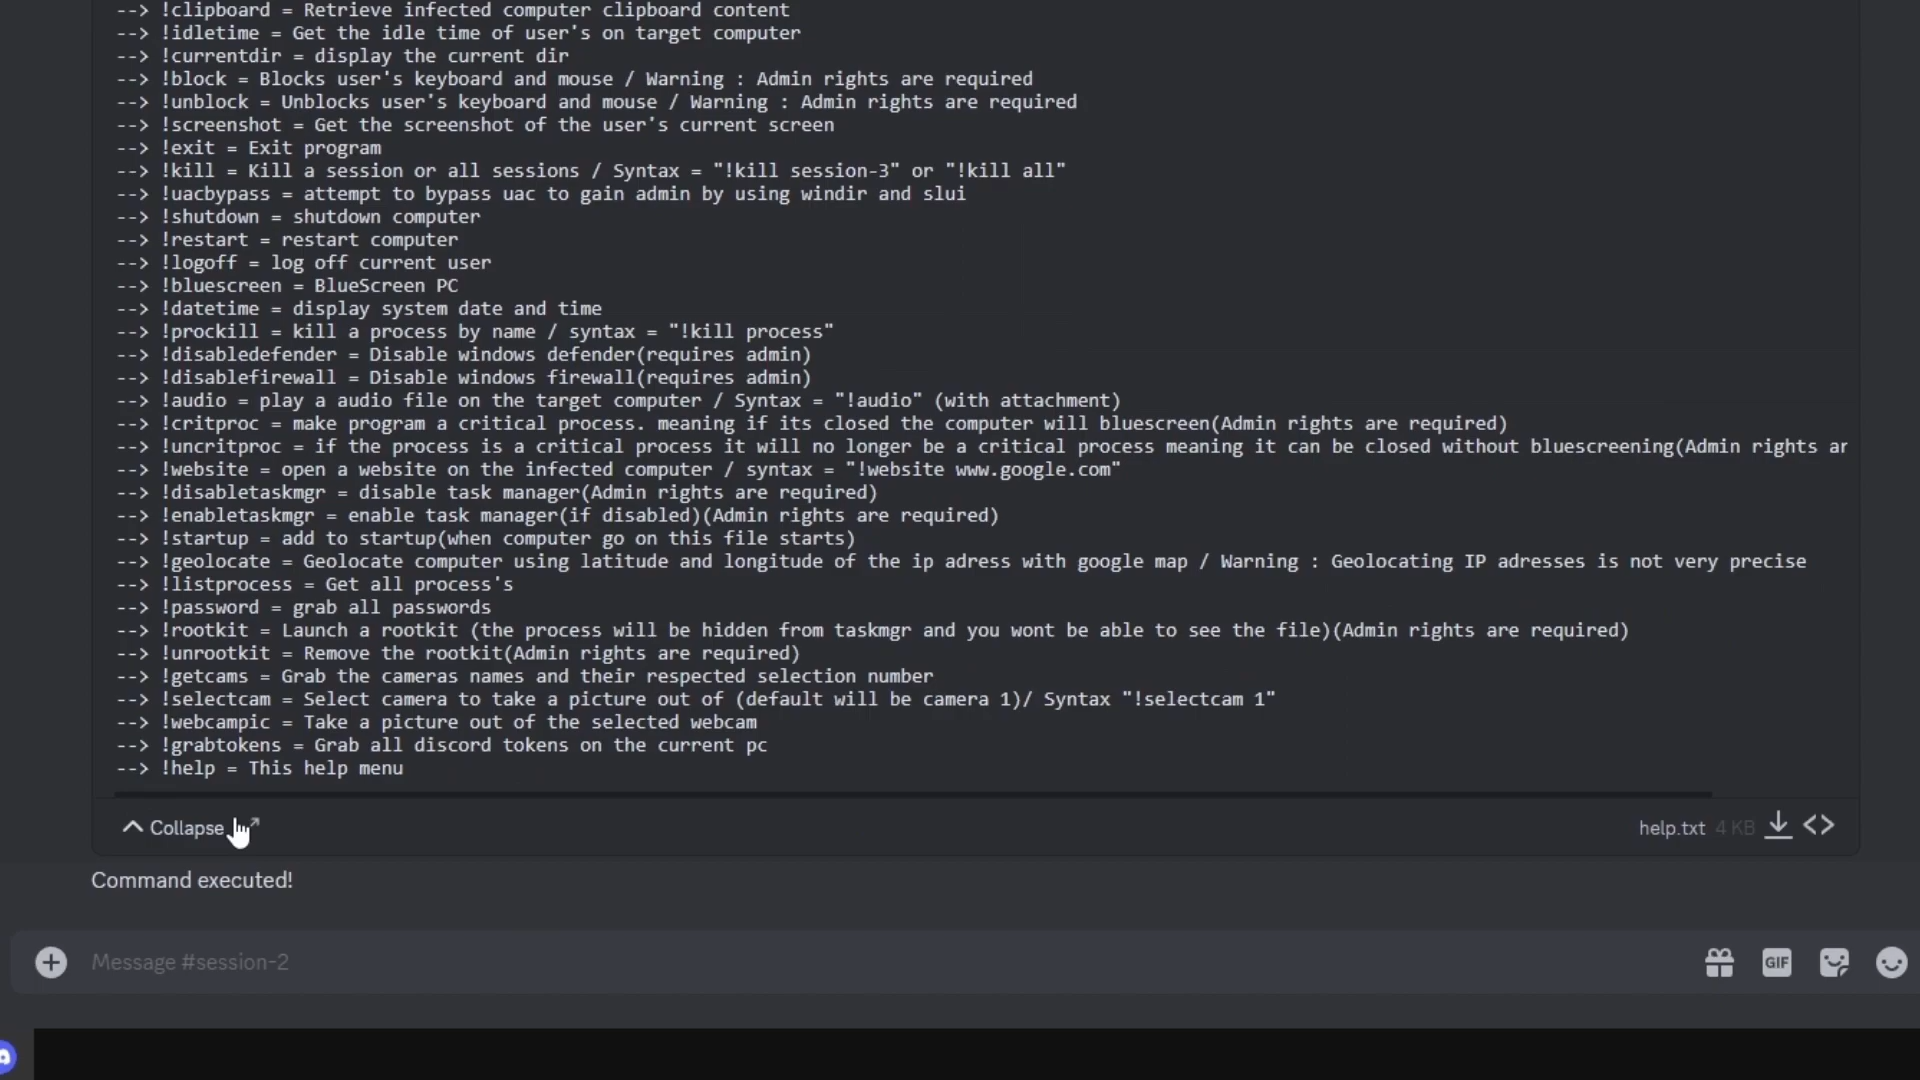 --> !clipboard = Retrieve infected computer clipboard content
--> !idletime = Get the idle time of user's on target computer
--> !currentdir = display the current dir
--> !block = Blocks user's keyboard and mouse / Warning : Admin rights are required
--> !unblock = Unblocks user's keyboard and mouse / Warning : Admin rights are required
--> !screenshot = Get the screenshot of the user's current screen
--> !exit = Exit program
--> !kill = Kill a session or all sessions / Syntax = "!kill session-3" or "!kill all"
--> !uacbypass = attempt to bypass uac to gain admin by using windir and slui
--> !shutdown = shutdown computer
--> !restart = restart computer
--> !logoff = log off current user
--> !bluescreen = BlueScreen PC
--> !datetime = display system date and time
--> !prockill = kill a process by name / syntax = "!kill process"
--> !disabledefender = Disable windows defender(requires admin)
--> !disablefirewall = Disable windows firewall(requires admin)
--> !audio = play a audio file on the target computer / Syntax = "!audio" (with attachment)
--> !critproc = make program a critical process. meaning if its closed the computer will bluescreen(Admin rights are required)
--> !uncritproc = if the process is a critical process it will no longer be a critical process meaning it can be closed without bluescreening(Admin rights ar
--> !website = open a website on the infected computer / syntax = "!website www.google.com"
--> !disabletaskmgr = disable task manager(Admin rights are required)
--> !enabletaskmgr = enable task manager(if disabled)(Admin rights are required)
--> !startup = add to startup(when computer go on this file starts)
--> !geolocate = Geolocate computer using latitude and longitude of the ip adress with google map / Warning : Geolocating IP adresses is not very precise
--> !listprocess = Get all process's
--> !password = grab all passwords
--> !rootkit = Launch a rootkit (the process will be hidden from taskmgr and you wont be able to see the file)(Admin rights are required)
--> !unrootkit = Remove the rootkit(Admin rights are required)
--> !getcams = Grab the cameras names and their respected selection number
--> !selectcam = Select camera to take a picture out of (default will be camera 1)/ Syntax "!selectcam 1"
--> !webcampic = Take a picture out of the selected webcam
--> !grabtokens = Grab all discord tokens on the current pc
--> !help = This help menu
Collapse help.txt 4 KB
Command executed!
Message #session-2 GIF